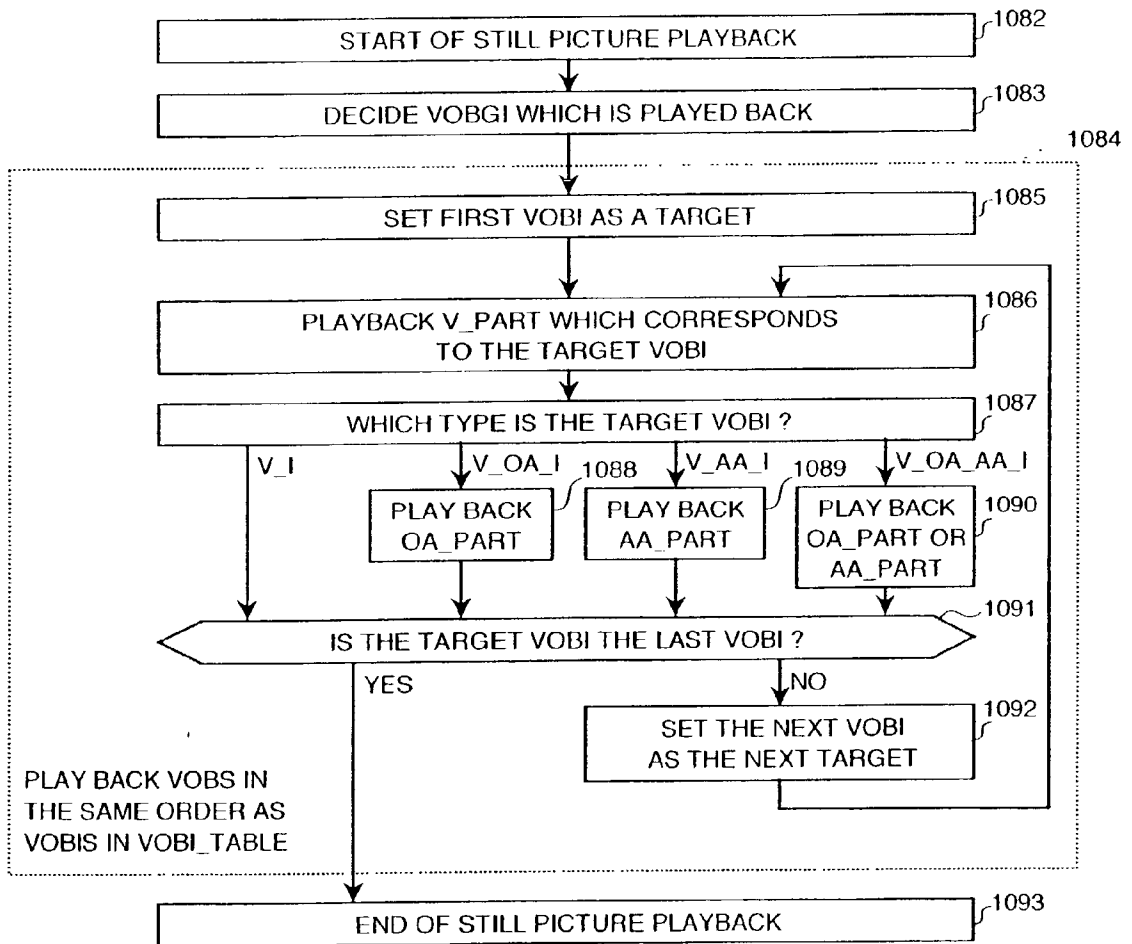 1082
START OF STILL PICTURE PLAYBACK
1083
DECIDE VOBGI WHICH IS PLAYED BACK
1084
1085
SET FIRST VOBI AS A TARGET
1086
PLAYBACK V_PART WHICH CORRESPONDS
TO THE TARGET VOBI
1087
WHICH TYPE IS THE TARGET VOBI ?
V_I
V_OA_I
1088
V_AA_I
1089
V_OA_AA_I
1090
PLAY BACK
OA_PART
PLAY BACK
AA_PART
PLAY BACK
OA_PART OR
AA_PART
1091
IS THE TARGET VOBI THE LAST VOBI ?
YES
NO
1092
SET THE NEXT VOBI
AS THE NEXT TARGET
PLAY BACK VOBS IN
THE SAME ORDER AS
VOBIS IN VOBI_TABLE
1093
END OF STILL PICTURE PLAYBACK